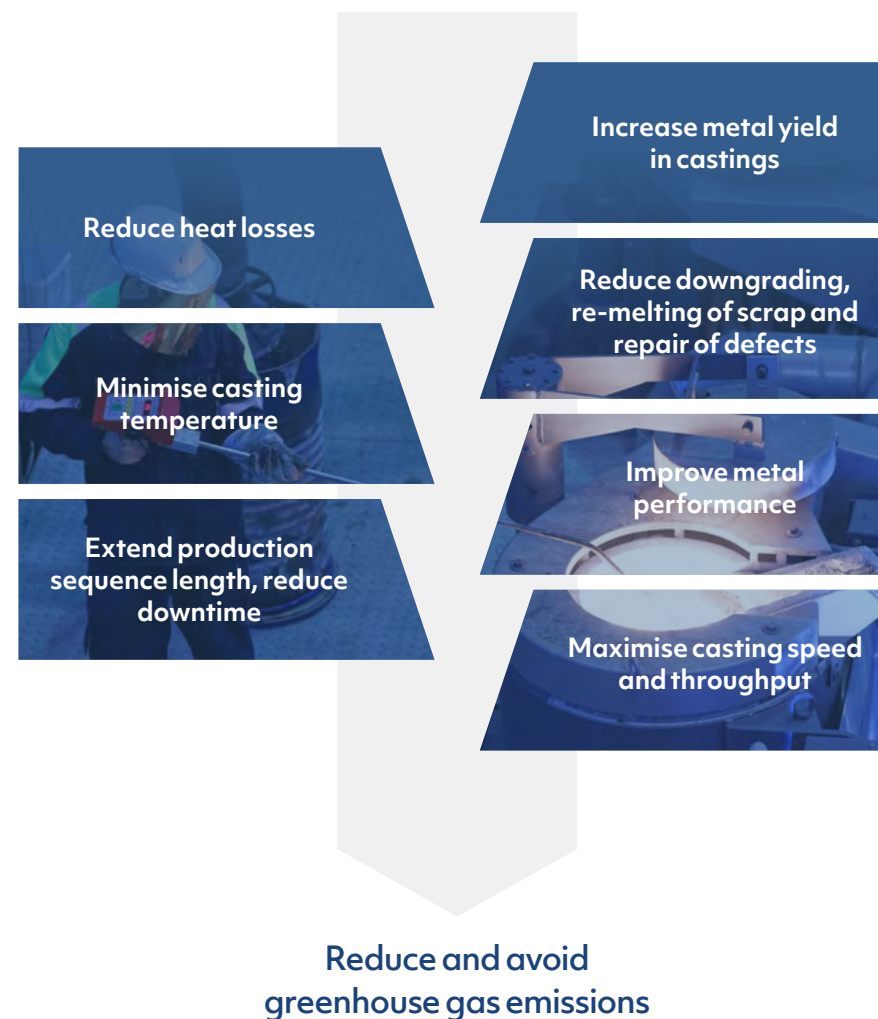 Reduce heat losses
Minimise casting
temperature
Extend production
sequence length, reduce
downtime
Increase metal yield
in castings
Reduce downgrading,
re-melting of scrap and
repair of defects
Improve metal
performance
Maximise casting speed
and throughput
Reduce and avoid
greenhouse gas emissions